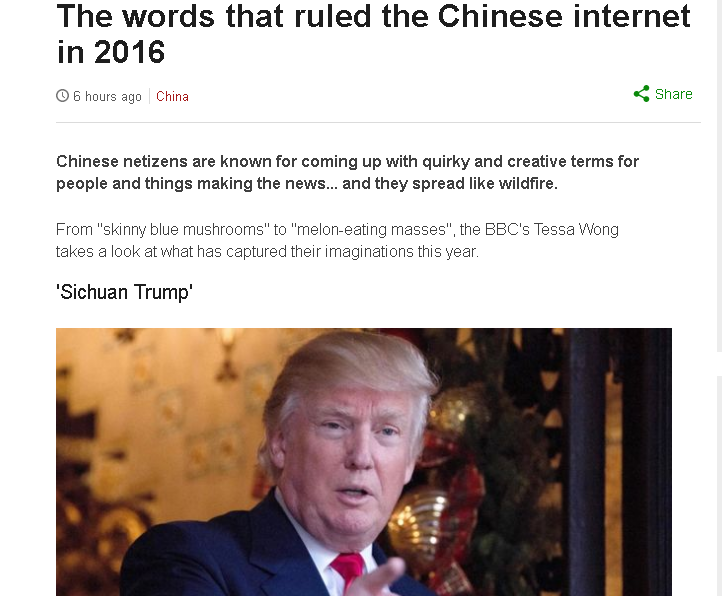 The words that ruled the Chinese internet
in 2016
6 hours ago China
Share
Chinese netizens are known for coming up with quirky and creative terms for
people and things making the news... and they spread like wildfire.
From "skinny blue mushrooms" to "melon-eating masses", the BBC's Tessa Wong
takes a look at what has captured their imaginations this year.
'Sichuan Trump'